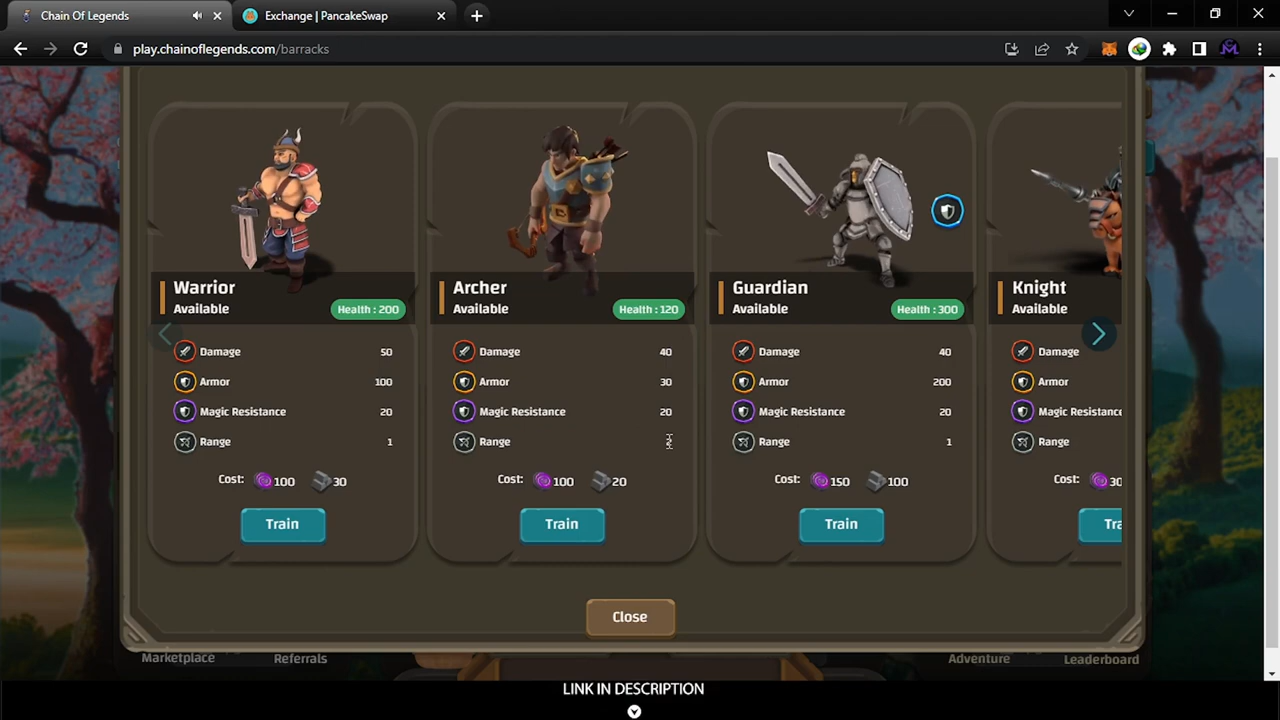 Chain Of Legends
Exchange | PancakeSwap
play.chainoflegends.com/barracks
Warrior
Available
Health : 200
Damage 50
Armor 100
Magic Resistance 20
Range 1
Cost: 100 30
Train
Archer
Available
Health : 120
Damage 40
Armor 30
Magic Resistance 20
Range
Cost: 100 20
Train
Guardian
Available
Health : 300
Damage 40
Armor 200
Magic Resistance 20
Range 1
Cost: 150 100
Train
Knight
Available
Damage
Armor
Magic Resistance
Range
Cost: 30
Tra
Close
Marketplace
Referrals
Adventure
Leaderboard
LINK IN DESCRIPTION